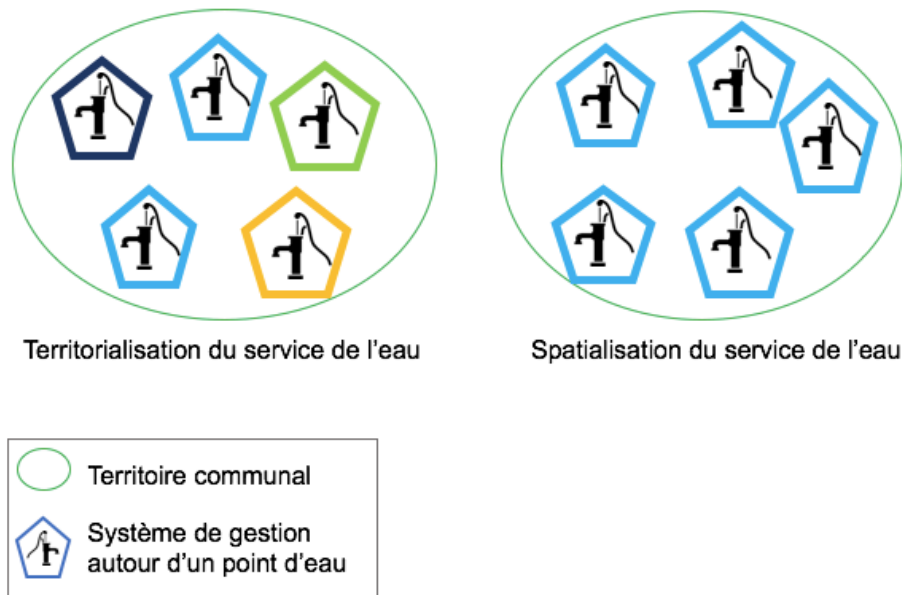 Territorialisation du service de l'eau
Spatialisation du service de l'eau
Territoire communal
Système de gestion
autour d'un point d'eau